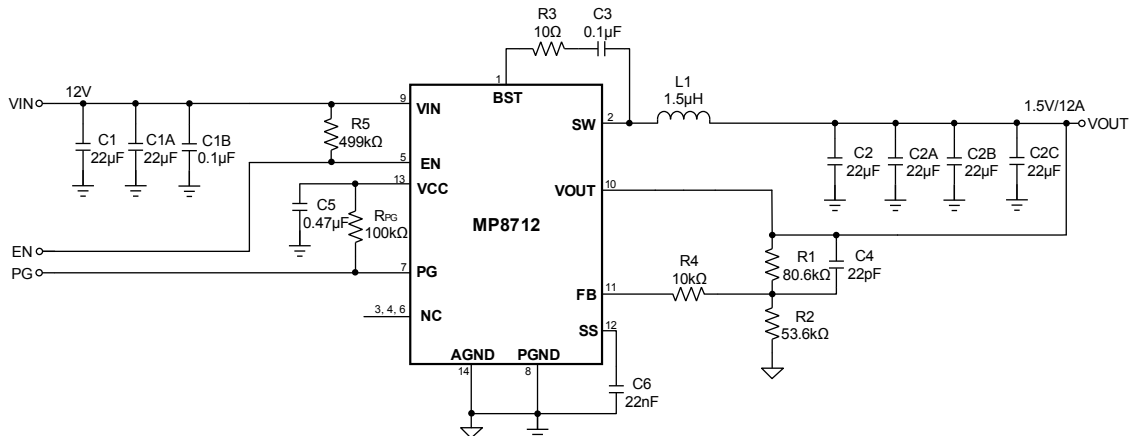 R3
10Ω
C3
0.1µF
1
BST
VIN
12V
9
VIN
C1
22µF
C1A
22µF
C1B
0.1µF
R5
499kΩ
5
EN
13
VCC
C5
0.47µF
RPG
100kΩ
EN
PG
7
PG
3, 4, 6
NC
MP8712
SW
2
L1
1.5µH
1.5V/12A
VOUT
C2
22µF
C2A
22µF
C2B
22µF
C2C
22µF
VOUT
10
R1
80.6kΩ
C4
22pF
R4
10kΩ
FB
11
R2
53.6kΩ
SS
12
AGND
14
PGND
8
C6
22nF